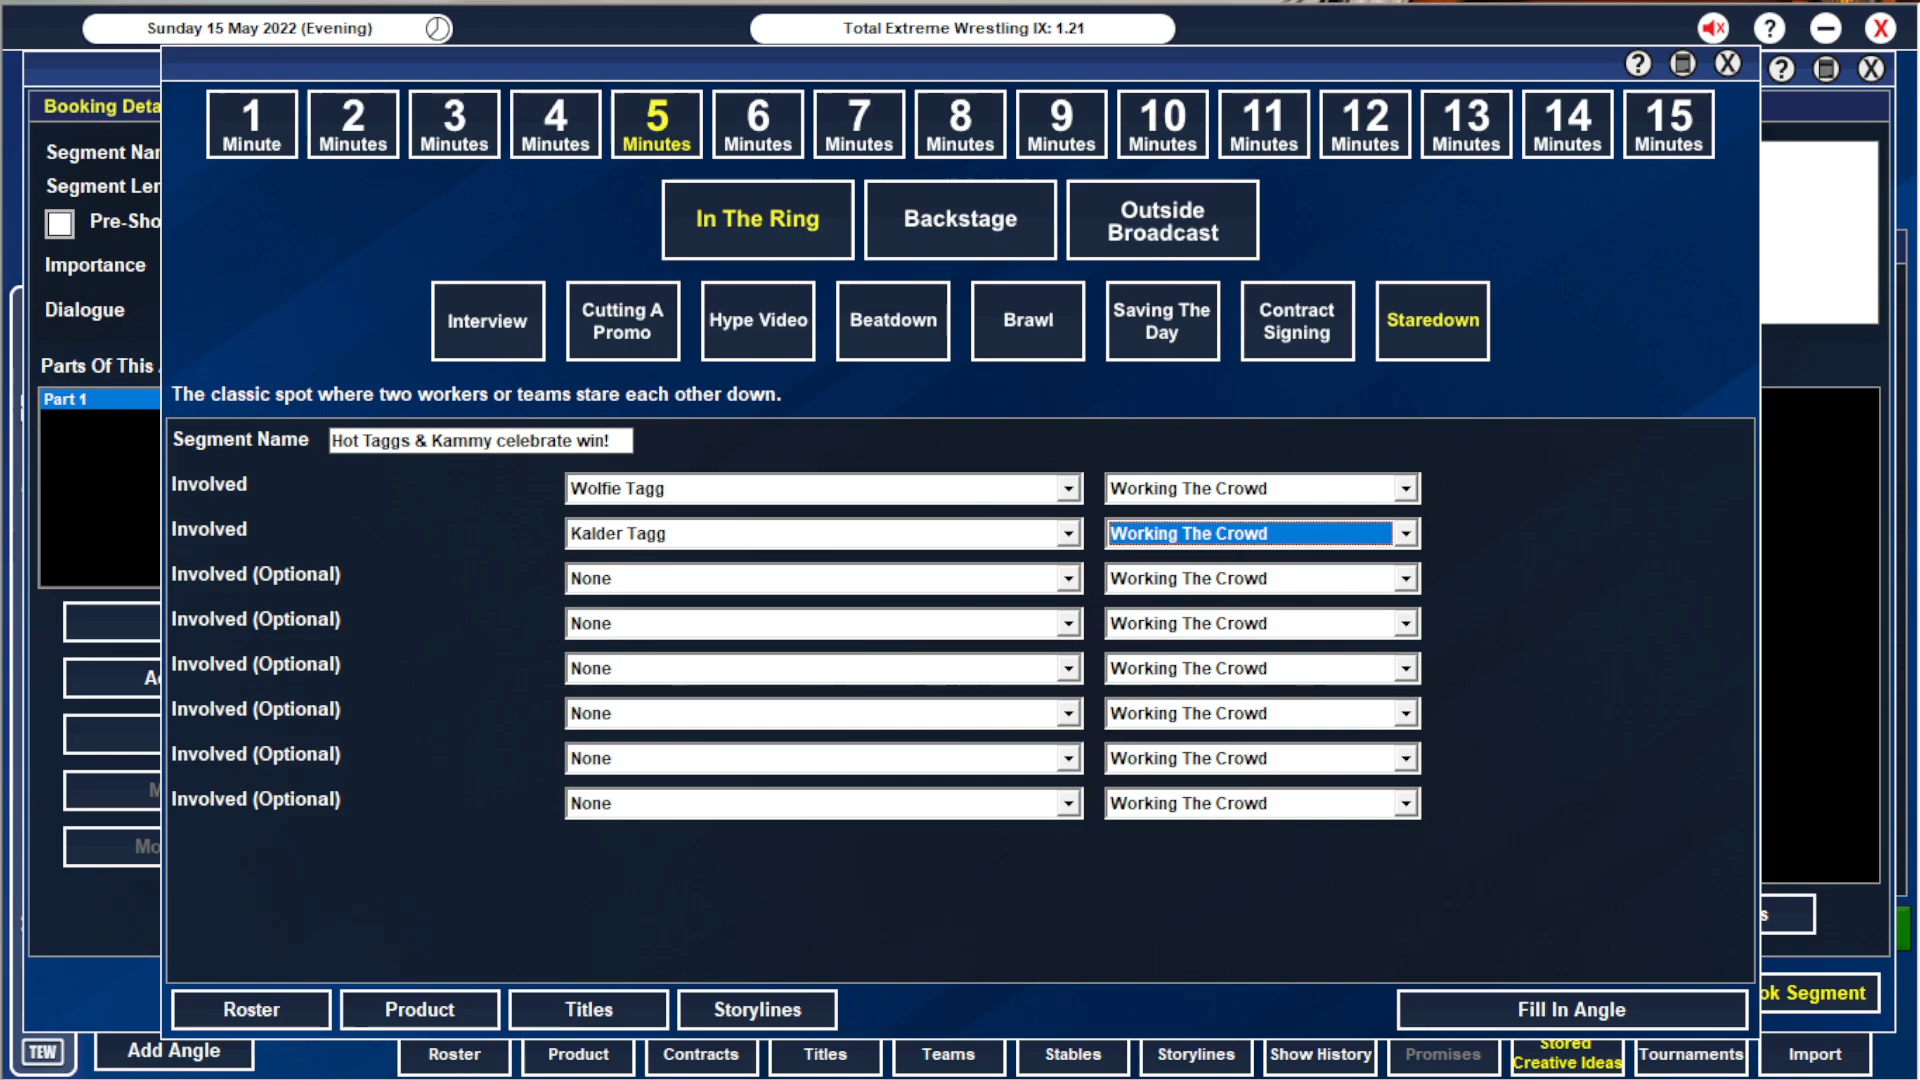 Sunday 15 May 2022 (Evening)
Total Extreme Wrestling IX: 1.21
?
X
?
X
?
X
Booking Deta
Segment Nar
Segment Len
Pre-Sho
Importance
Dialogue
Parts Of This
Part 1
1 Minute
2 Minutes
3 Minutes
4 Minutes
5 Minutes
6 Minutes
7 Minutes
8 Minutes
9 Minutes
10 Minutes
11 Minutes
12 Minutes
13 Minutes
14 Minutes
15 Minutes
In The Ring
Backstage
Outside
Broadcast
Interview
Cutting A
Promo
Hype Video
Beatdown
Brawl
Saving The
Day
Contract
Signing
Staredown
The classic spot where two workers or teams stare each other down.
Segment Name Hot Taggs & Kammy celebrate win!
Involved Wolfie Tagg Working The Crowd
Involved Kalder Tagg Working The Crowd
Involved (Optional) None Working The Crowd
Involved (Optional) None Working The Crowd
Involved (Optional) None Working The Crowd
Involved (Optional) None Working The Crowd
Involved (Optional) None Working The Crowd
Involved (Optional) None Working The Crowd
Roster
Product
Titles
Storylines
Fill In Angle
ok Segment
TEW
Add Angle
Roster
Product
Contracts
Titles
Teams
Stables
Storylines
Show History
Promises
Stored
Creative Ideas
Tournaments
Import